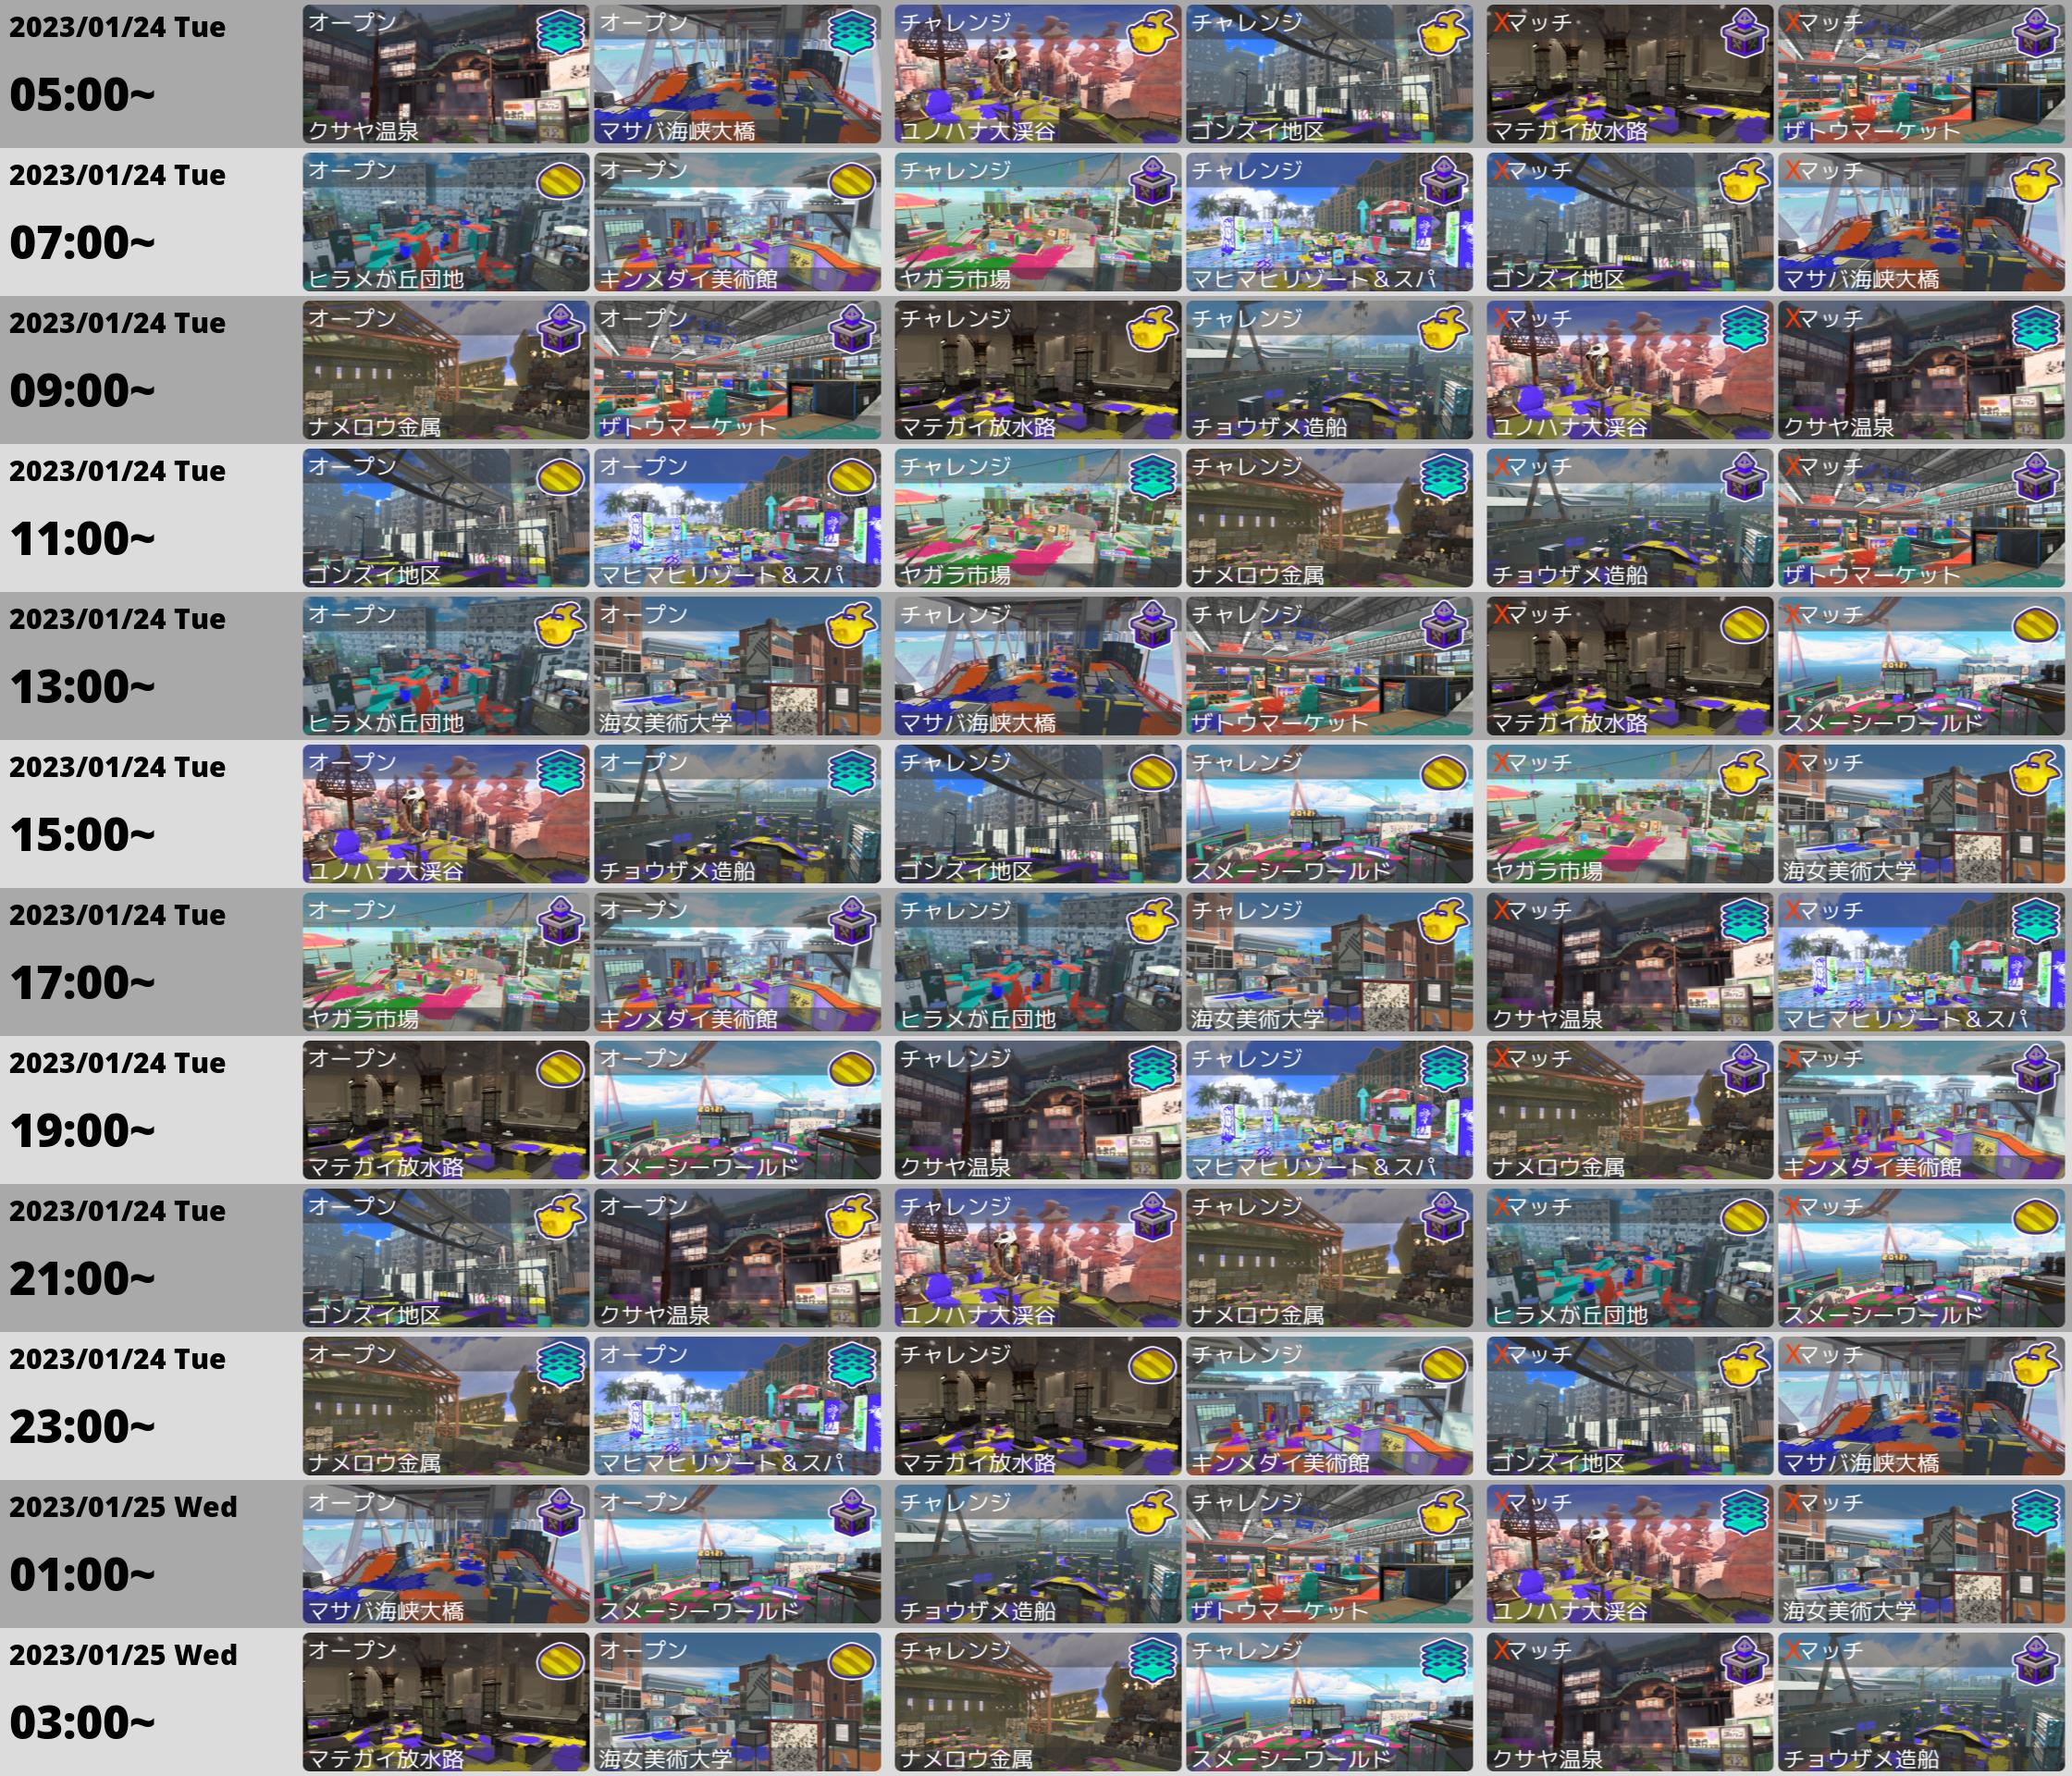 2023/01/24 Tue
05:00~
オープン オープン チャレンジ チャレンジ Xマッチ Xマッチ
クサヤ温泉 マサバ海峡大橋 ユノハナ大渓谷 ゴンズイ地区 マテガイ放水路 ザトウマーケット
2023/01/24 Tue
07:00~
オープン オープン チャレンジ チャレンジ Xマッチ Xマッチ
ヒラメが丘団地 キンメダイ美術館 ヤガラ市場 マヒマヒリゾート&スパ ゴンズイ地区 マサバ海峡大橋
2023/01/24 Tue
09:00~
オープン オープン チャレンジ チャレンジ Xマッチ Xマッチ
ナメロウ金属 ザトウマーケット マテガイ放水路 チョウザメ造船 ユノハナ大渓谷 クサヤ温泉
2023/01/24 Tue
11:00~
オープン オープン チャレンジ チャレンジ Xマッチ Xマッチ
ゴンズイ地区 マヒマヒリゾート&スパ ヤガラ市場 ナメロウ金属 チョウザメ造船 ザトウマーケット
2023/01/24 Tue
13:00~
オープン オープン チャレンジ チャレンジ Xマッチ Xマッチ
ヒラメが丘団地 海女美術大学 マサバ海峡大橋 ザトウマーケット マテガイ放水路 スメーシーワールド
2023/01/24 Tue
15:00~
オープン オープン チャレンジ チャレンジ Xマッチ Xマッチ
ユノハナ大渓谷 チョウザメ造船 ゴンズイ地区 スメーシーワールド ヤガラ市場 海女美術大学
2023/01/24 Tue
17:00~
オープン オープン チャレンジ チャレンジ Xマッチ Xマッチ
ヤガラ市場 キンメダイ美術館 ヒラメが丘団地 海女美術大学 クサヤ温泉 マヒマヒリゾート&スパ
2023/01/24 Tue
19:00~
オープン オープン チャレンジ チャレンジ Xマッチ Xマッチ
マテガイ放水路 スメーシーワールド クサヤ温泉 マヒマヒリゾート&スパ ナメロウ金属 キンメダイ美術館
2023/01/24 Tue
21:00~
オープン オープン チャレンジ チャレンジ Xマッチ Xマッチ
ゴンズイ地区 クサヤ温泉 ユノハナ大渓谷 ナメロウ金属 ヒラメが丘団地 スメーシーワールド
2023/01/24 Tue
23:00~
オープン オープン チャレンジ チャレンジ Xマッチ Xマッチ
ナメロウ金属 マヒマヒリゾート&スパ マテガイ放水路 キンメダイ美術館 ゴンズイ地区 マサバ海峡大橋
2023/01/25 Wed
01:00~
オープン オープン チャレンジ チャレンジ Xマッチ Xマッチ
マサバ海峡大橋 スメーシーワールド チョウザメ造船 ザトウマーケット ユノハナ大渓谷 海女美術大学
2023/01/25 Wed
03:00~
オープン オープン チャレンジ チャレンジ Xマッチ Xマッチ
マテガイ放水路 海女美術大学 ナメロウ金属 スメーシーワールド クサヤ温泉 チョウザメ造船